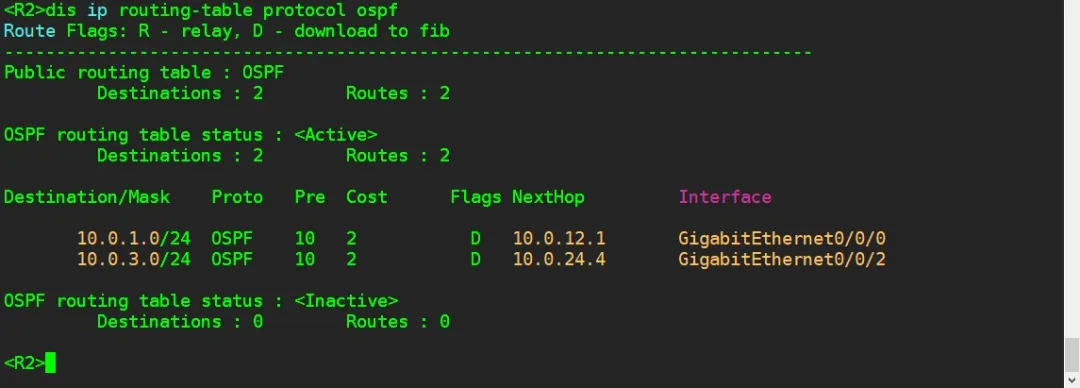 <R2>dis ip routing-table protocol ospf
Route Flags: R - relay, D - download to fib
------------------------------------------------------------------------------
Public routing table : OSPF
         Destinations : 2        Routes : 2
OSPF routing table status : <Active>
         Destinations : 2        Routes : 2
Destination/Mask    Proto   Pre  Cost      Flags NextHop         Interface
       10.0.1.0/24  OSPF    10   2           D   10.0.12.1       GigabitEthernet0/0/0
       10.0.3.0/24  OSPF    10   2           D   10.0.24.4       GigabitEthernet0/0/2
OSPF routing table status : <Inactive>
         Destinations : 0        Routes : 0
<R2>